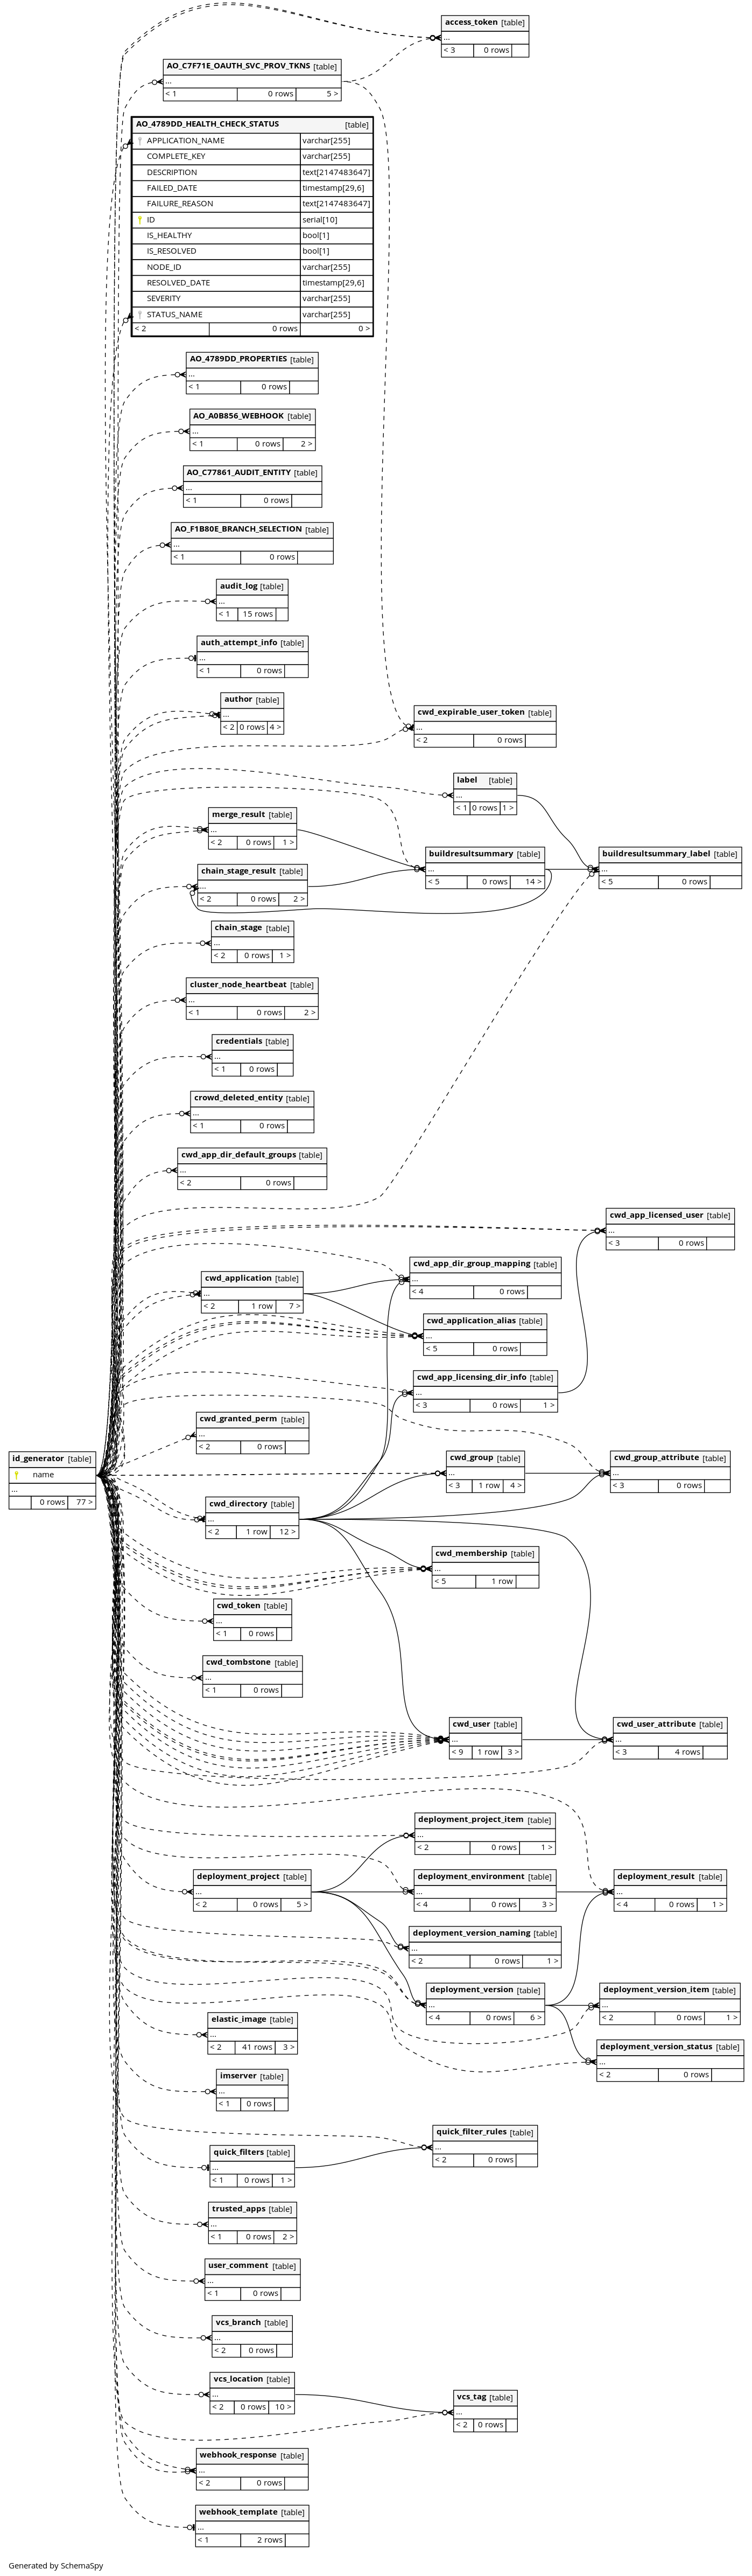 access_token [table]
...
< 3 0 rows
AO_C7F71E_OAUTH_SVC_PROV_TKNS [table]
...
< 1 0 rows 5 >
AO_4789DD_HEALTH_CHECK_STATUS [table]
APPLICATION_NAME varchar[255]
COMPLETE_KEY varchar[255]
DESCRIPTION text[2147483647]
FAILED_DATE timestamp[29,6]
FAILURE_REASON text[2147483647]
ID serial[10]
IS_HEALTHY bool[1]
IS_RESOLVED bool[1]
NODE_ID varchar[255]
RESOLVED_DATE timestamp[29,6]
SEVERITY varchar[255]
STATUS_NAME varchar[255]
< 2 0 rows 0 >
AO_4789DD_PROPERTIES [table]
...
< 1 0 rows
AO_A0B856_WEBHOOK [table]
...
< 1 0 rows 2 >
AO_C77861_AUDIT_ENTITY [table]
...
< 1 0 rows
AO_F1B80E_BRANCH_SELECTION [table]
...
< 1 0 rows
audit_log [table]
...
< 1 15 rows
auth_attempt_info [table]
...
< 1 0 rows
author [table]
...
< 2 0 rows 4 >
cwd_expirable_user_token [table]
...
< 2 0 rows
label [table]
...
< 1 0 rows 1 >
merge_result [table]
...
< 2 0 rows 1 >
buildresultsummary [table]
...
< 5 0 rows 14 >
buildresultsummary_label [table]
...
< 5 0 rows
chain_stage_result [table]
...
< 2 0 rows 2 >
chain_stage [table]
...
< 2 0 rows 1 >
cluster_node_heartbeat [table]
...
< 1 0 rows 2 >
credentials [table]
...
< 1 0 rows
crowd_deleted_entity [table]
...
< 1 0 rows
cwd_app_dir_default_groups [table]
...
< 2 0 rows
cwd_app_licensed_user [table]
...
< 3 0 rows
cwd_application [table]
...
< 2 1 row 7 >
cwd_app_dir_group_mapping [table]
...
< 4 0 rows
cwd_application_alias [table]
...
< 5 0 rows
cwd_app_licensing_dir_info [table]
...
< 3 0 rows 1 >
cwd_granted_perm [table]
...
< 2 0 rows
id_generator [table]
name
...
0 rows 77 >
cwd_group [table]
...
< 3 1 row 4 >
cwd_group_attribute [table]
...
< 3 0 rows
cwd_directory [table]
...
< 2 1 row 12 >
cwd_membership [table]
...
< 5 1 row
cwd_token [table]
...
< 1 0 rows
cwd_tombstone [table]
...
< 1 0 rows
cwd_user [table]
...
< 9 1 row 3 >
cwd_user_attribute [table]
...
< 3 4 rows
deployment_project_item [table]
...
< 2 0 rows 1 >
deployment_project [table]
...
< 2 0 rows 5 >
deployment_environment [table]
...
< 4 0 rows 3 >
deployment_result [table]
...
< 4 0 rows 1 >
deployment_version_naming [table]
...
< 2 0 rows 1 >
deployment_version [table]
...
< 4 0 rows 6 >
deployment_version_item [table]
...
< 2 0 rows 1 >
elastic_image [table]
...
< 2 41 rows 3 >
deployment_version_status [table]
...
< 2 0 rows
imserver [table]
...
< 1 0 rows
quick_filter_rules [table]
...
< 2 0 rows
quick_filters [table]
...
< 1 0 rows 1 >
trusted_apps [table]
...
< 1 0 rows 2 >
user_comment [table]
...
< 1 0 rows
vcs_branch [table]
...
< 2 0 rows
vcs_location [table]
...
< 2 0 rows 10 >
vcs_tag [table]
...
< 2 0 rows
webhook_response [table]
...
< 2 0 rows
webhook_template [table]
...
< 1 2 rows
Generated by SchemaSpy